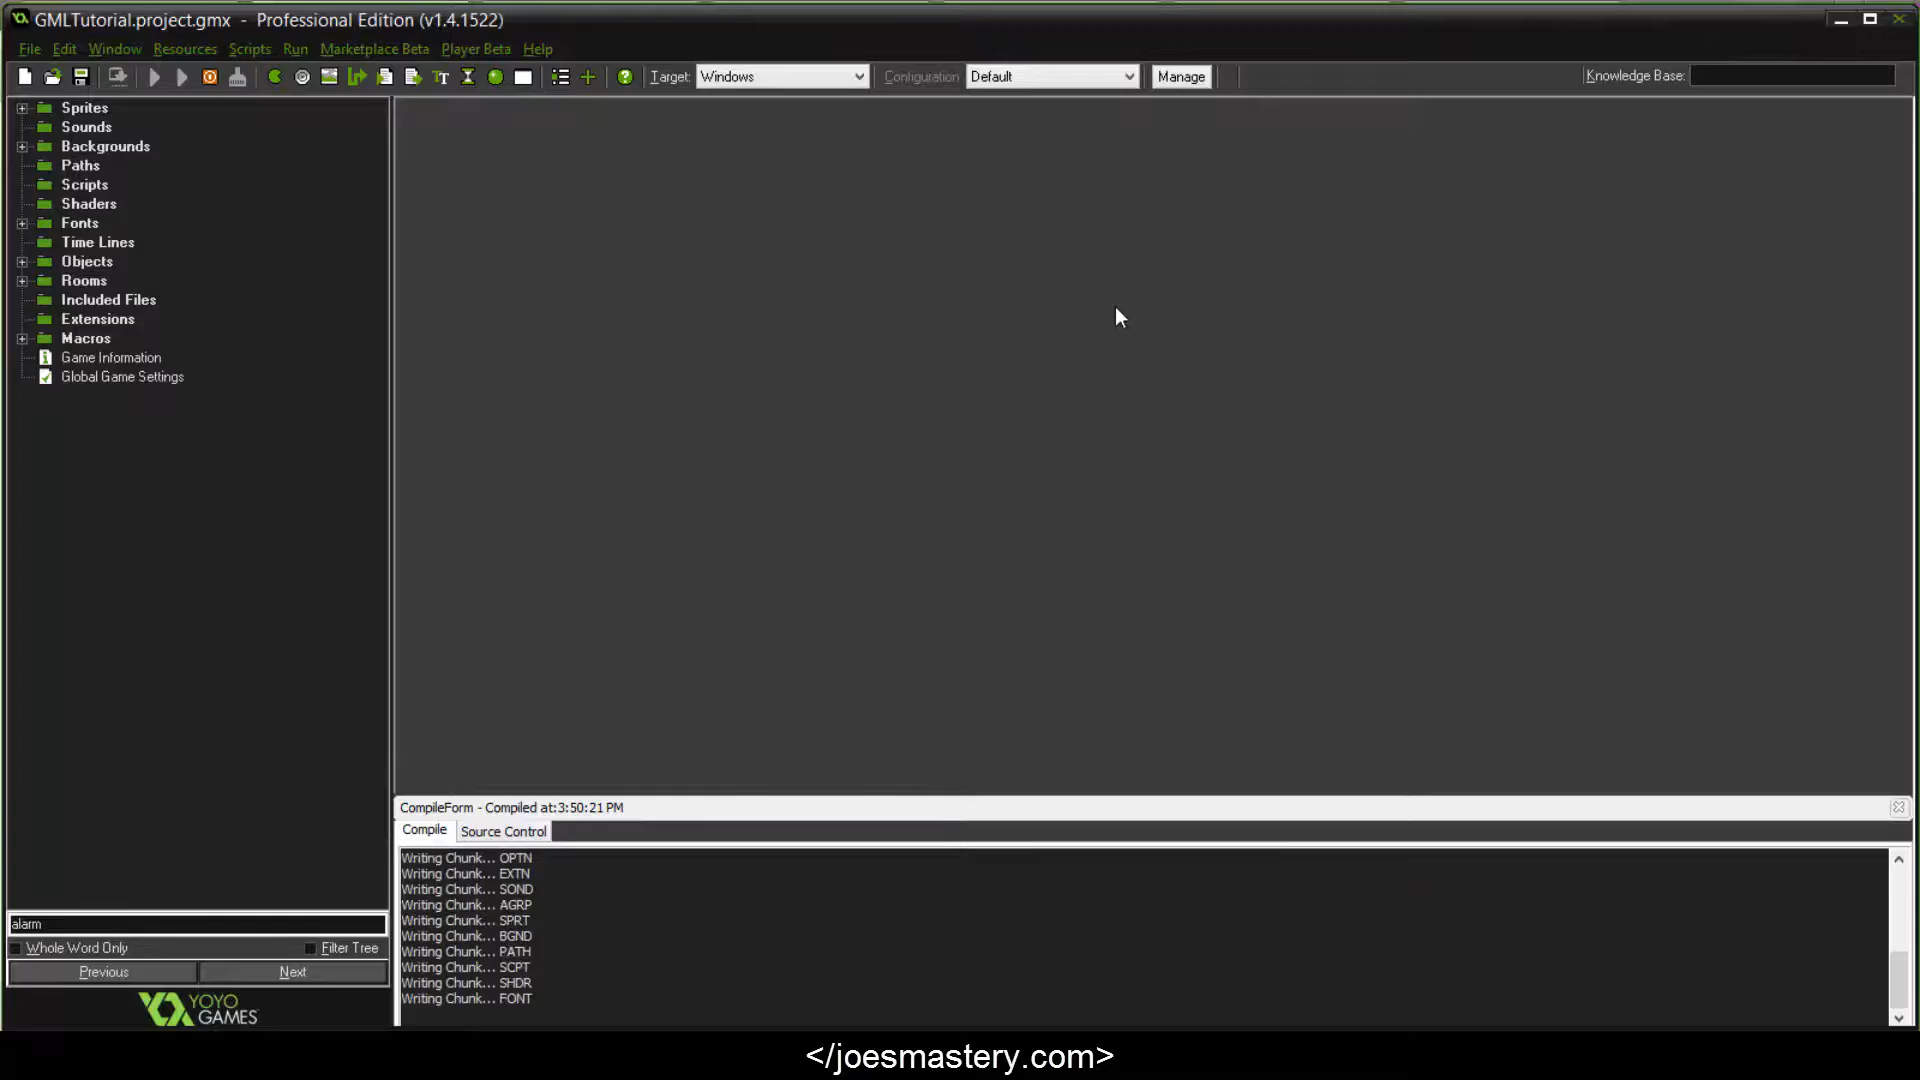 GMLTutorial.project.gmx - Professional Edition (v1.4.1522)
File Edit Window Resources Scripts Run Marketplace Beta Player Beta Help
Target: Windows Configuration Default Manage Knowledge Base:
Sprites
Sounds
Backgrounds
Paths
Scripts
Shaders
Fonts
Time Lines
Objects
Rooms
Included Files
Extensions
Macros
Game Information
Global Game Settings
alarm
Whole Word Only Filter Tree
Previous Next
YOYO
GAMES
CompileForm - Compiled at:3:50:21 PM
Compile Source Control
Writing Chunk... OPTN
Writing Chunk... EXTN
Writing Chunk... SOND
Writing Chunk... AGRP
Writing Chunk... SPRT
Writing Chunk... BGND
Writing Chunk... PATH
Writing Chunk... SCPT
Writing Chunk... SHDR
Writing Chunk... FONT
</joesmastery.com>